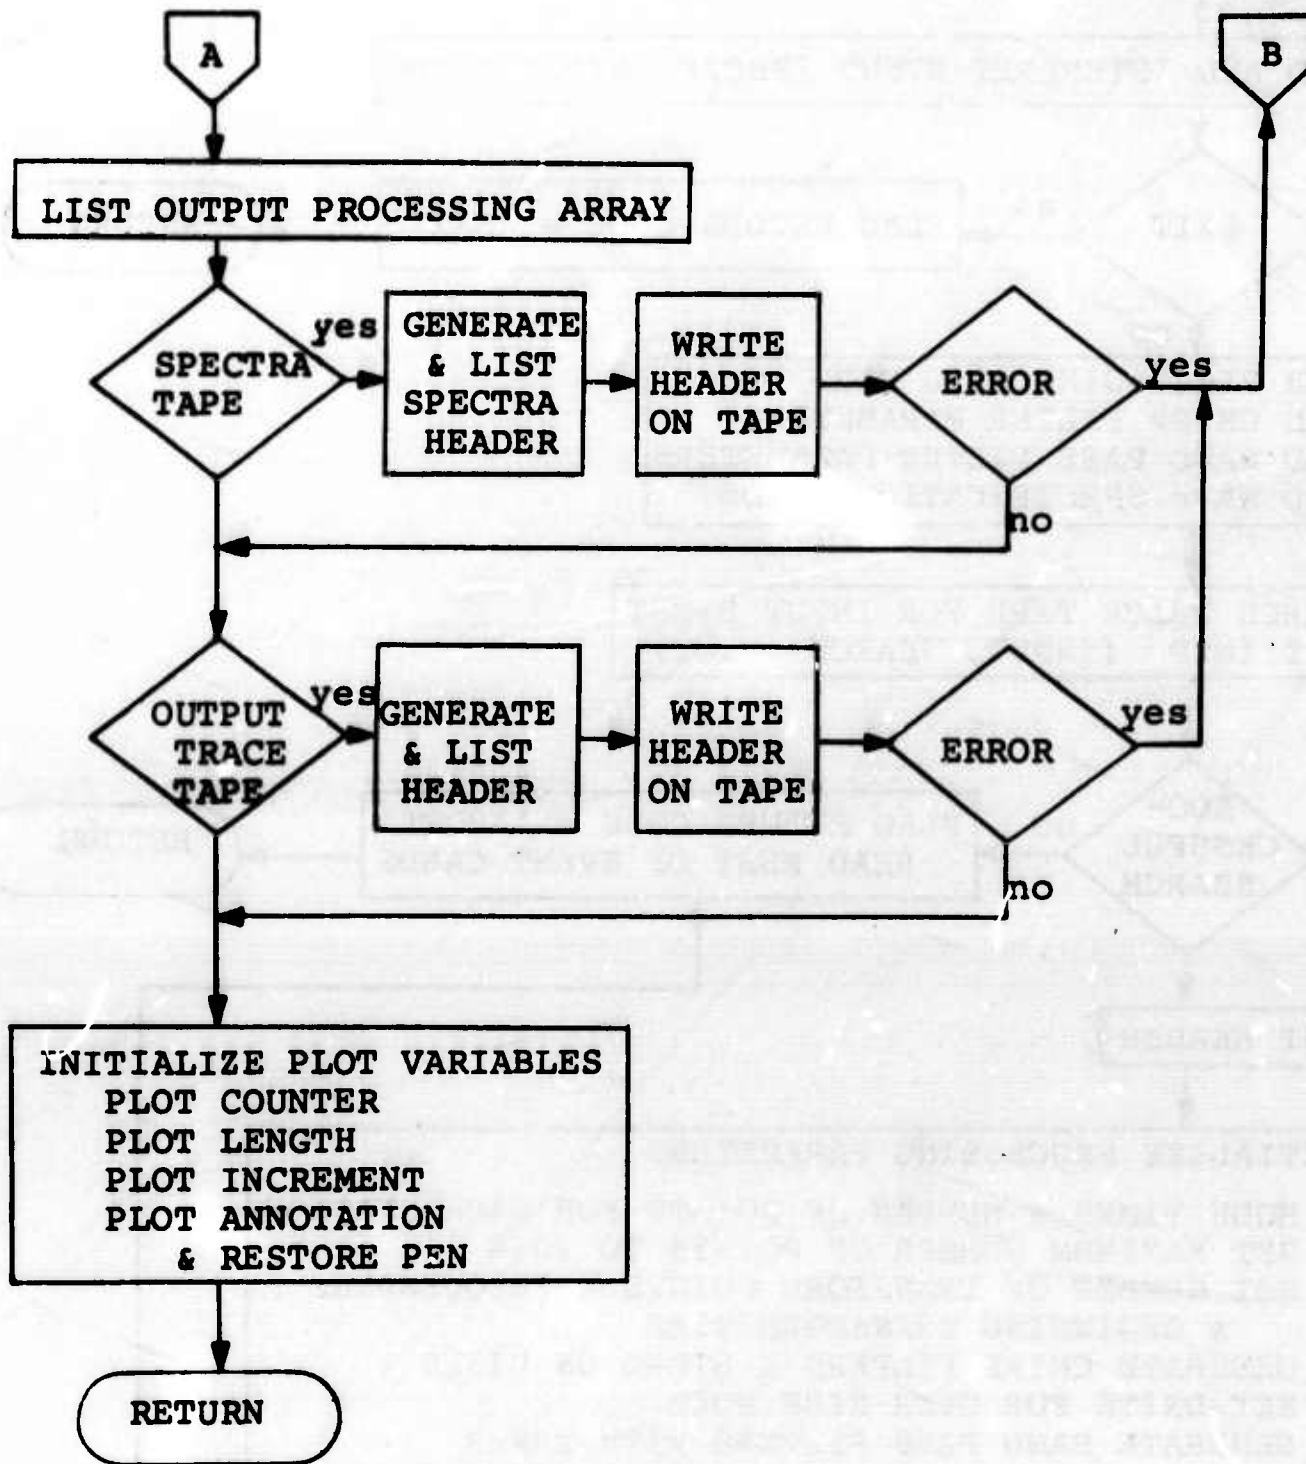 A
B
LIST OUTPUT PROCESSING ARRAY
SPECTRA
TAPE
yes
GENERATE
& LIST
SPECTRA
HEADER
WRITE
HEADER
ON TAPE
ERROR
yes
no
OUTPUT
TRACE
TAPE
yes
GENERATE
& LIST
HEADER
WRITE
HEADER
ON TAPE
ERROR
yes
no
INITIALIZE PLOT VARIABLES
PLOT COUNTER
PLOT LENGTH
PLOT INCREMENT
PLOT ANNOTATION
& RESTORE PEN
RETURN